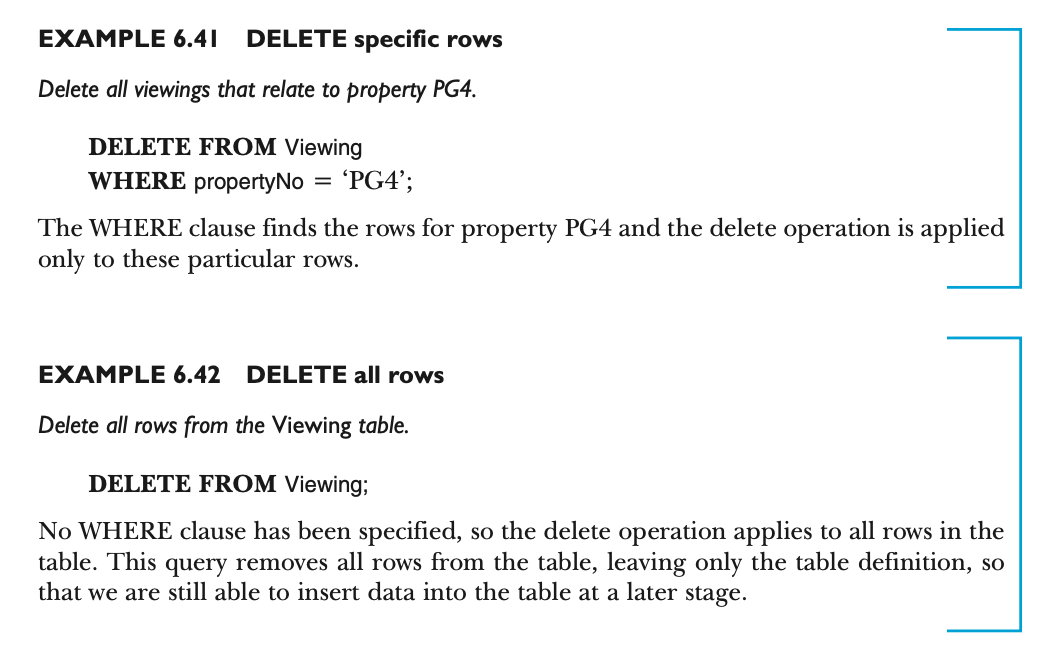 EXAMPLE 6.41 DELETE specific rows
Delete all viewings that relate to property PG4.
DELETE FROM Viewing
WHERE propertyNo = ‘PG4’;
The WHERE clause finds the rows for property PG4 and the delete operation is applied
only to these particular rows.
EXAMPLE 6.42 DELETE all rows
Delete all rows from the Viewing table.
DELETE FROM Viewing;
No WHERE clause has been specified, so the delete operation applies to all rows in the
table. This query removes all rows from the table, leaving only the table definition, so
that we are still able to insert data into the table at a later stage.